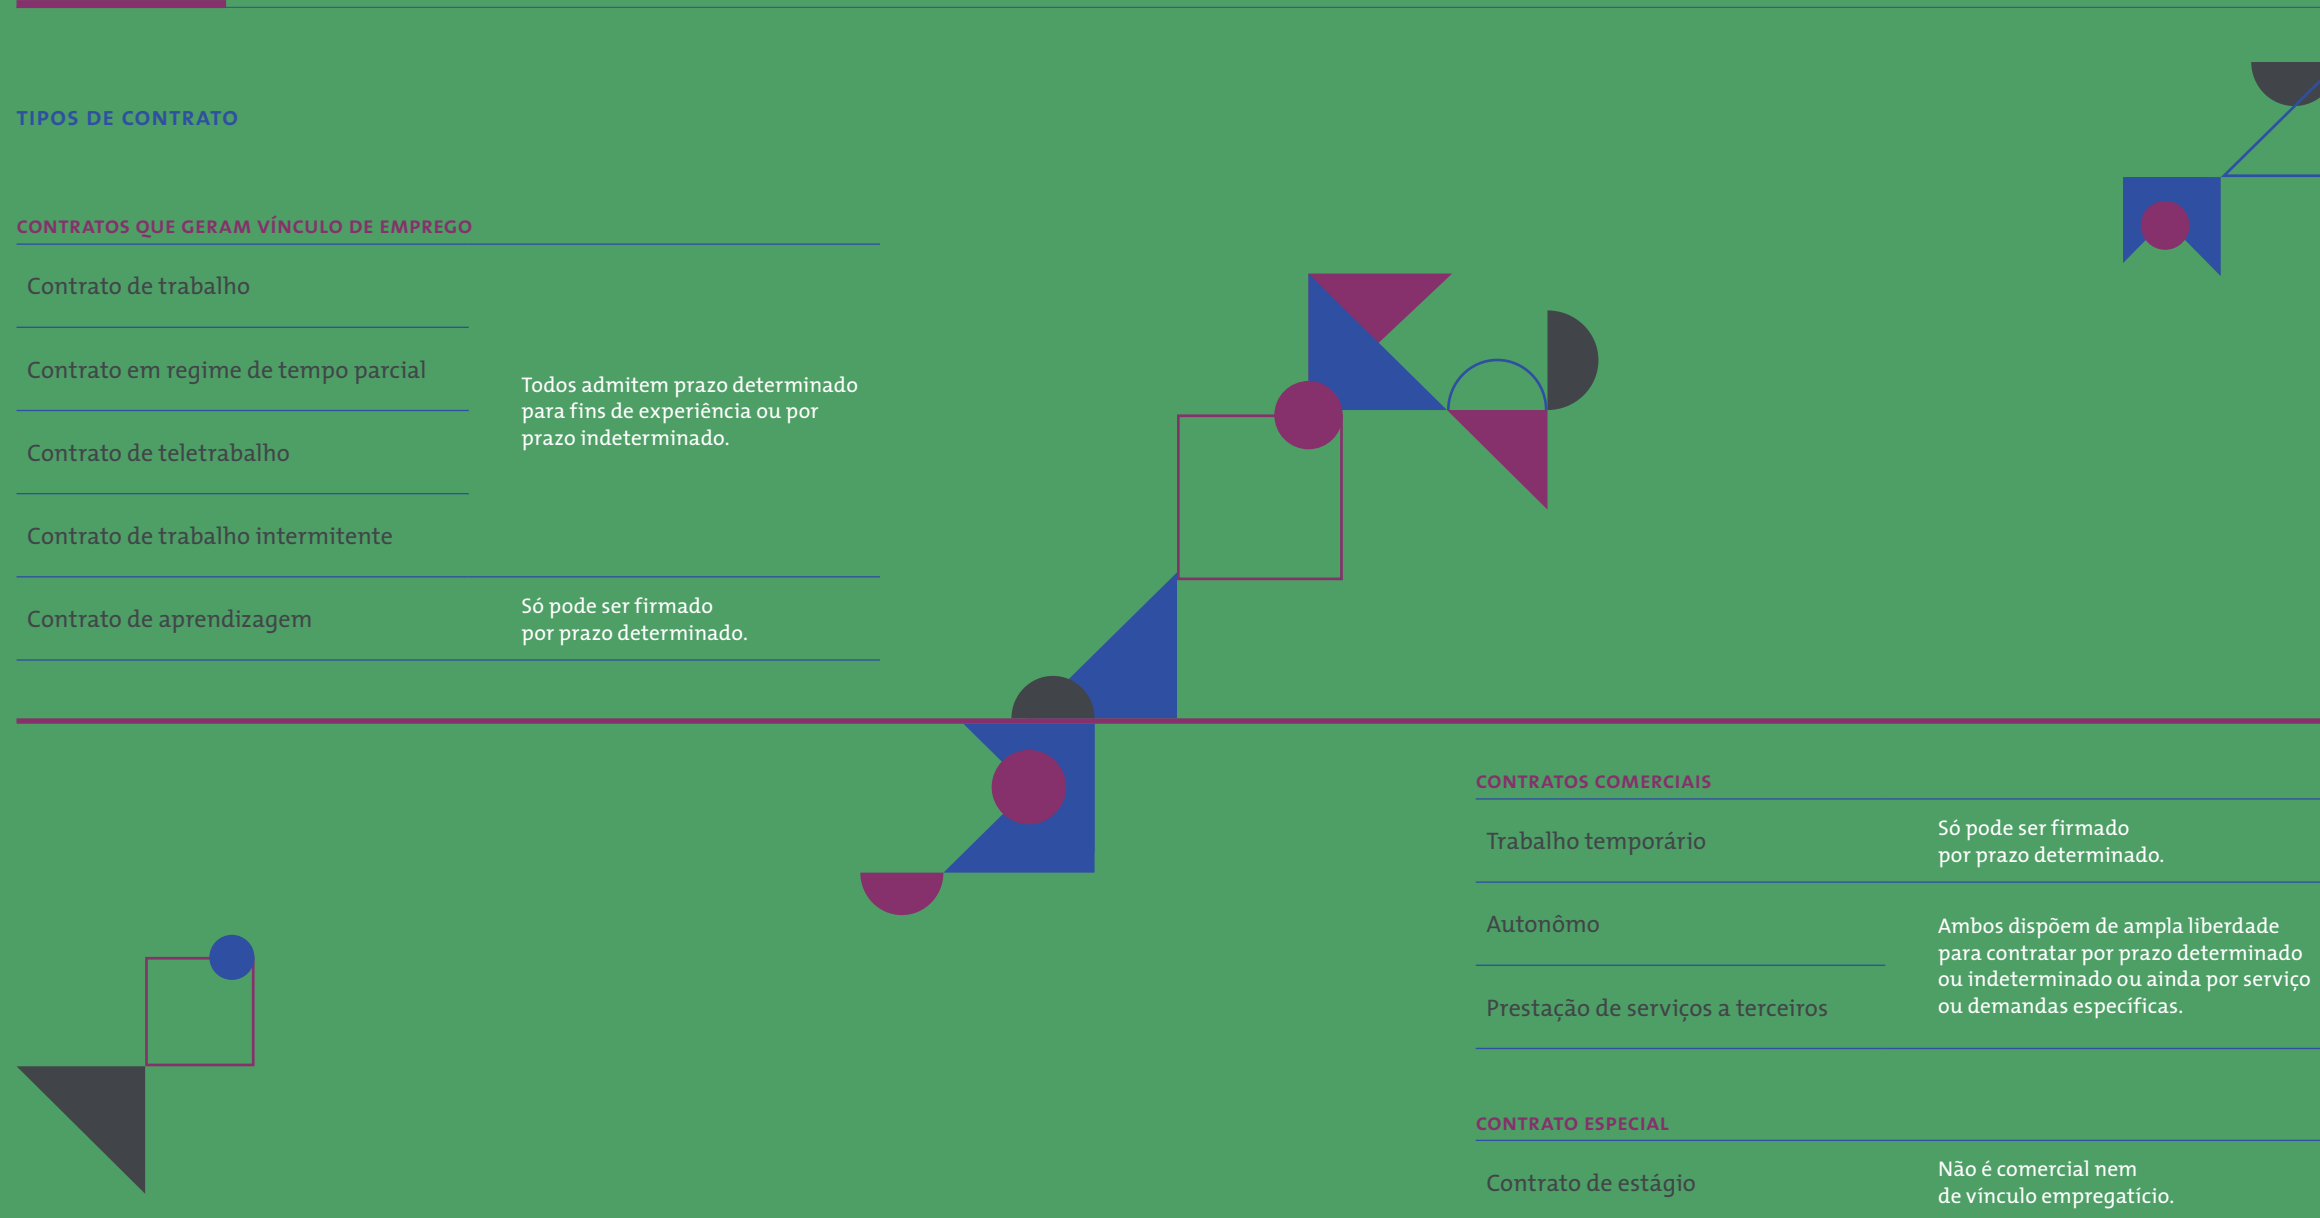 TIPOS DE CONTRATO
CONTRATOS QUE GERAM VÍNCULO DE EMPREGO
Contrato de trabalho
Contrato em regime de tempo parcial
Contrato de teletrabalho
Contrato de trabalho intermitente
Todos admitem prazo determinado
para fins de experiência ou por
prazo indeterminado.
Contrato de aprendizagem
Só pode ser firmado
por prazo determinado.
CONTRATOS COMERCIAIS
Trabalho temporário
Só pode ser firmado
por prazo determinado.
Autonômo
Prestação de serviços a terceiros
Ambos dispõem de ampla liberdade
para contratar por prazo determinado
ou indeterminado ou ainda por serviço
ou demandas específicas.
CONTRATO ESPECIAL
Contrato de estágio
Não é comercial nem
de vínculo empregatício.